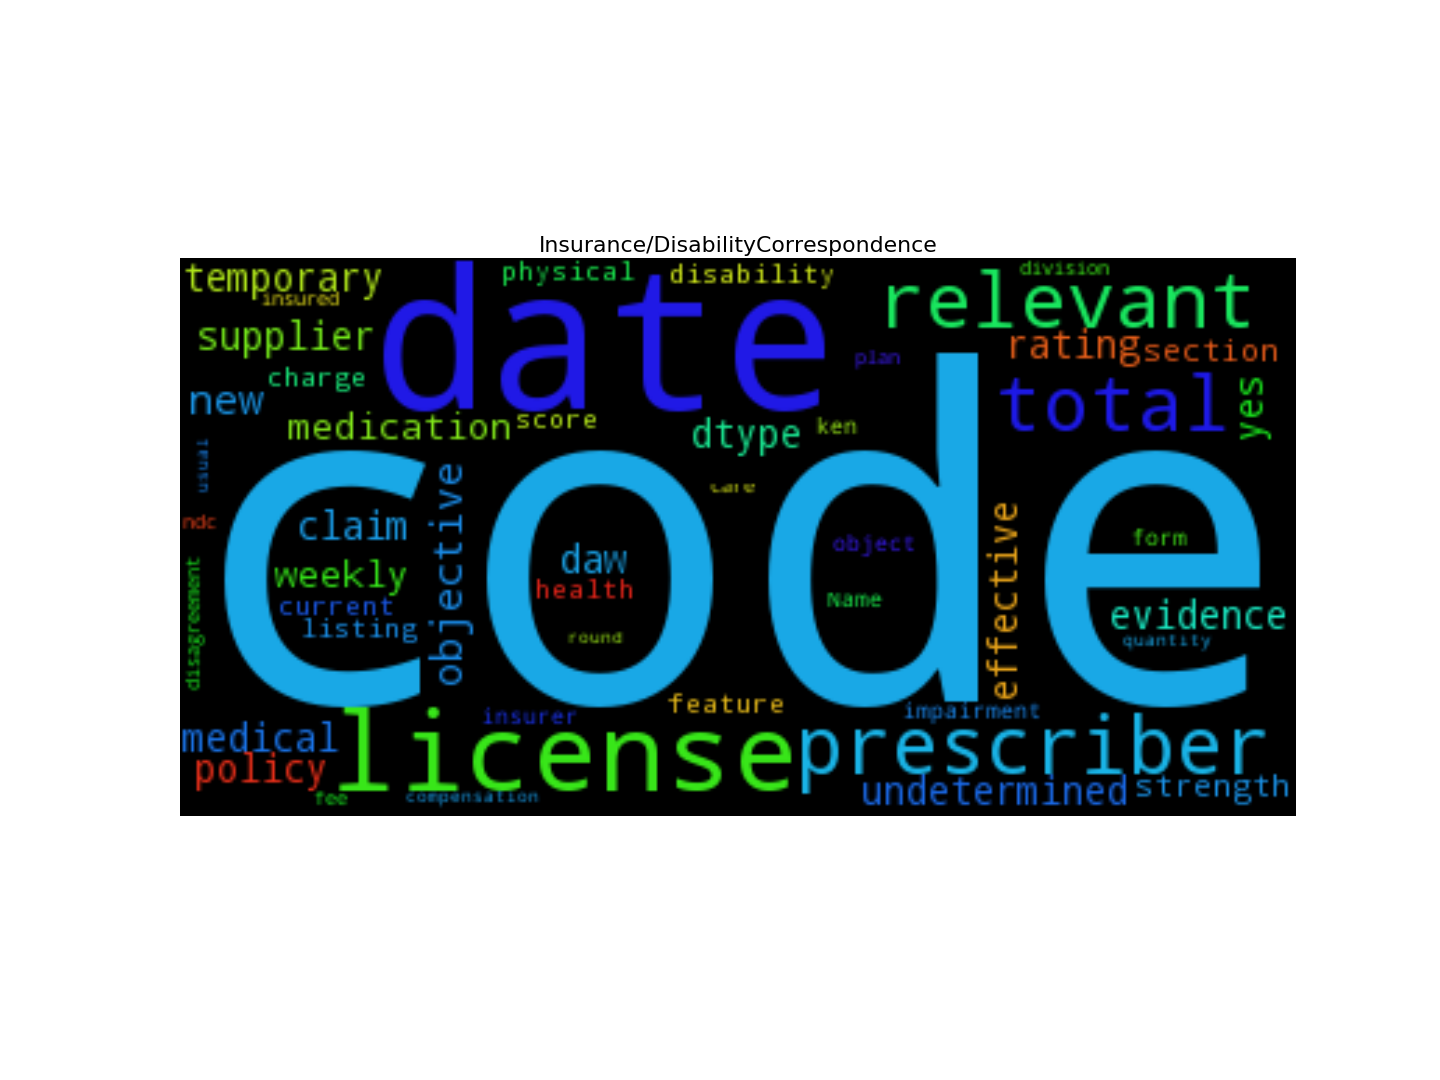 Insurance/DisabilityCorrespondence
temporary
physical
disability
division
insured
date
relevant
supplier
rating
section
charge
plan
new
total
yes
medication
score
dtype
ken
usual
code
care
objective
claim
ndc
daw
object
form
effective
weekly
health
current
Name
evidence
listing
round
quantity
disagreement
feature
insurer
impairment
medical
license
prescriber
policy
undetermined
strength
fee
compensation